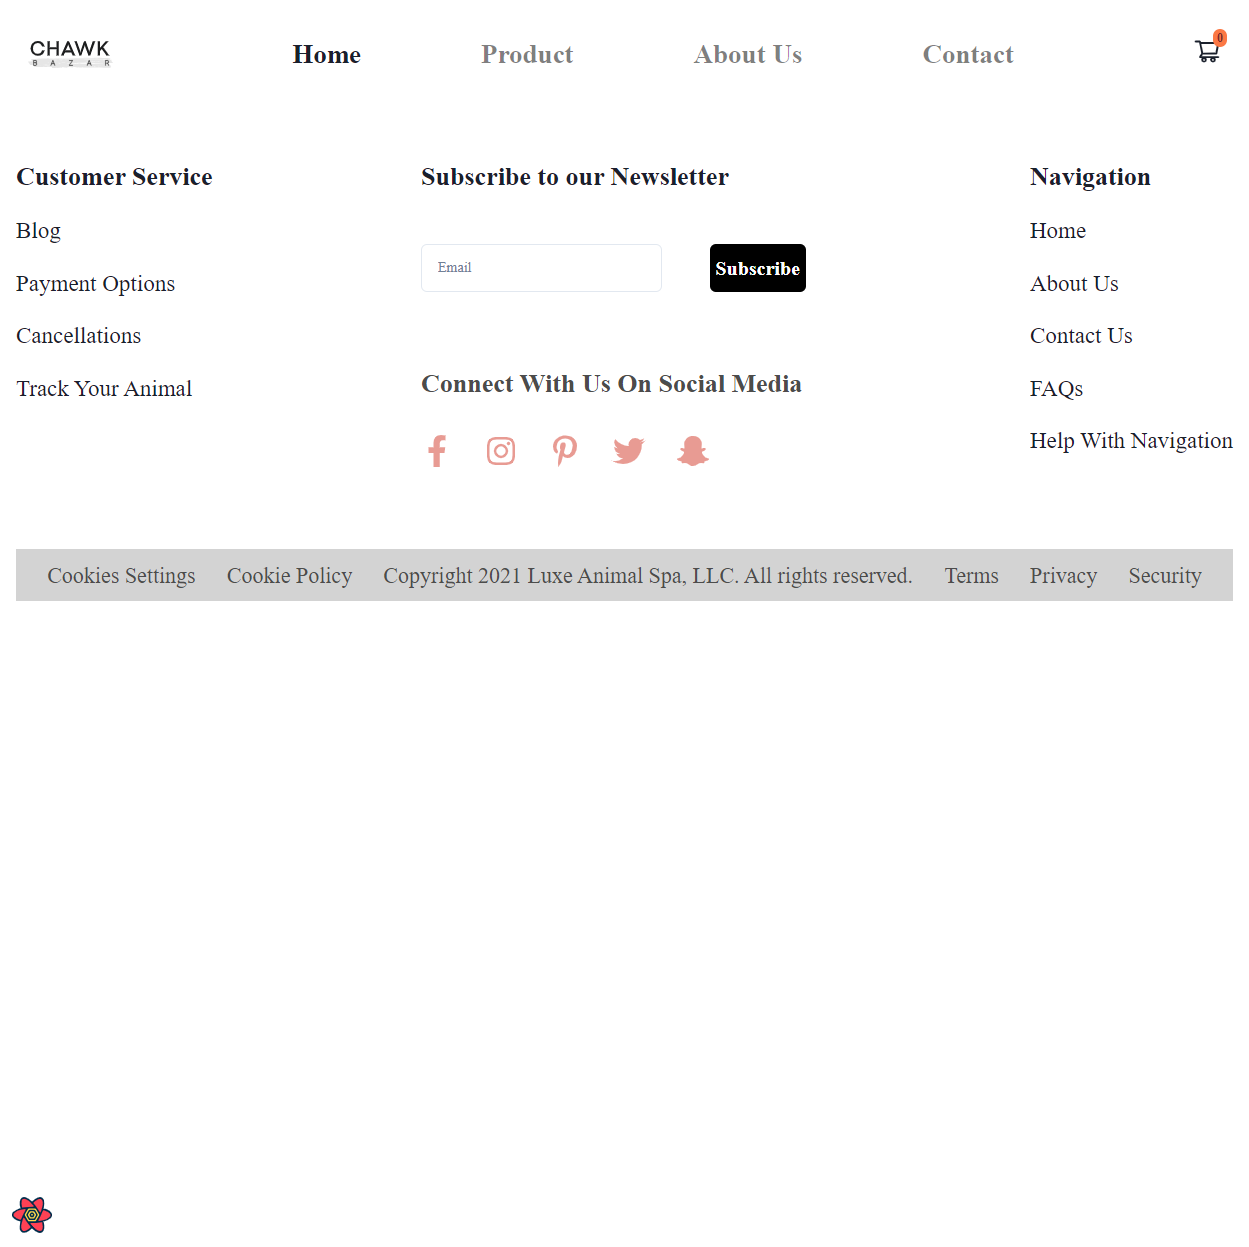 CHAWK
BAZAR
Home
Product
About Us
Contact
0
Customer Service
Blog
Payment Options
Cancellations
Track Your Animal
Subscribe to our Newsletter
Email
Subscribe
Connect With Us On Social Media
Navigation
Home
About Us
Contact Us
FAQs
Help With Navigation
Cookies Settings
Cookie Policy
Copyright 2021 Luxe Animal Spa, LLC. All rights reserved.
Terms
Privacy
Security